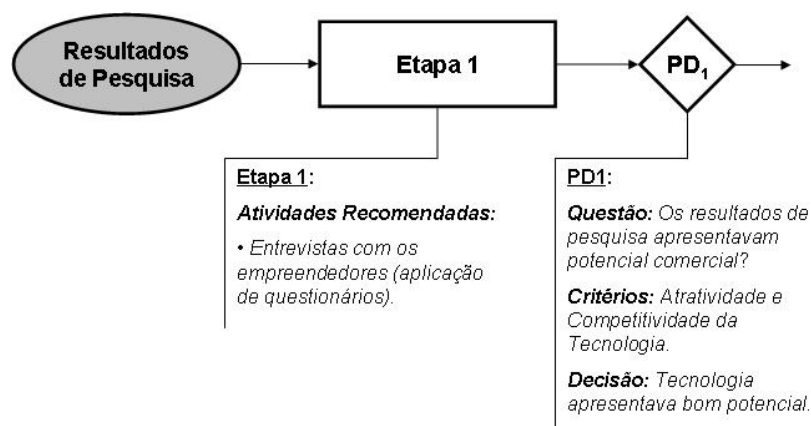 Resultados
de Pesquisa
Etapa 1
PD1
Etapa 1:
Atividades Recomendadas:
• Entrevistas com os
empreendedores (aplicação
de questionários).
PD1:
Questão: Os resultados de
pesquisa apresentavam
potencial comercial?
Critérios: Atratividade e
Competitividade da
Tecnologia.
Decisão: Tecnologia
apresentava bom potencial.